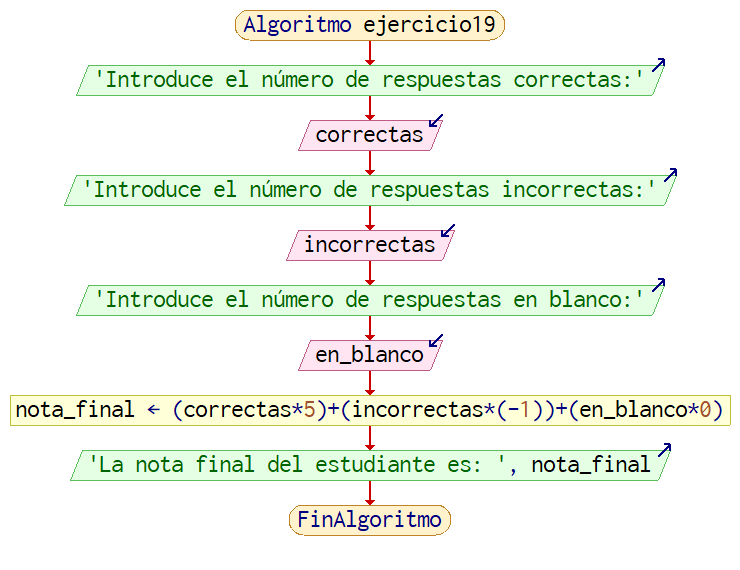 Algoritmo ejercicio19
'Introduce el número de respuestas correctas:'
correctas
'Introduce el número de respuestas incorrectas:'
incorrectas
'Introduce el número de respuestas en blanco:'
en_blanco
nota_final ← (correctas*5)+(incorrectas*(-1))+(en_blanco*0)
'La nota final del estudiante es: ', nota_final
FinAlgoritmo